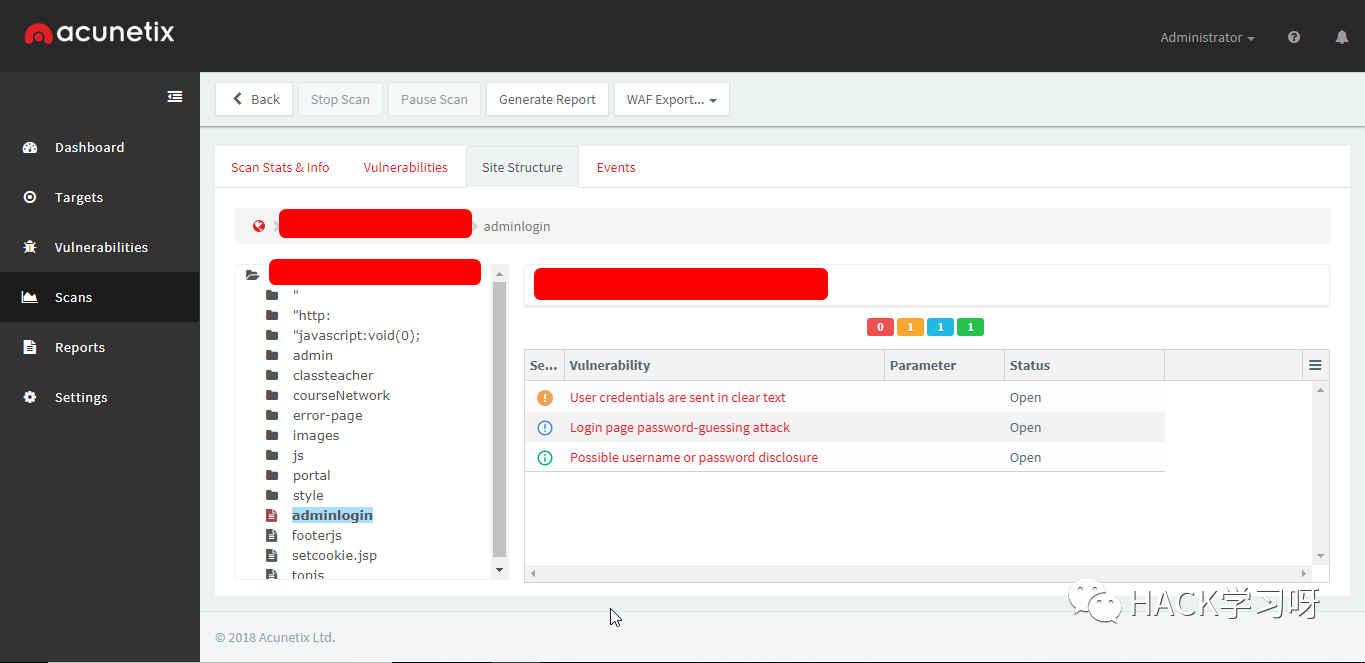 acunetix
Administrator
Back Stop Scan Pause Scan Generate Report WAF Export...
Dashboard
Targets
Vulnerabilities
Scans
Reports
Settings
Scan Stats & Info Vulnerabilities Site Structure Events
adminlogin
"
"http:
"javascript:void(0);
admin
classteacher
courseNetwork
error-page
images
js
portal
style
adminlogin
footerjs
setcookie.jsp
topjs
0 1 1 1
Se... Vulnerability Parameter Status
User credentials are sent in clear text Open
Login page password-guessing attack Open
Possible username or password disclosure Open
HACK学习呀
© 2018 Acunetix Ltd.